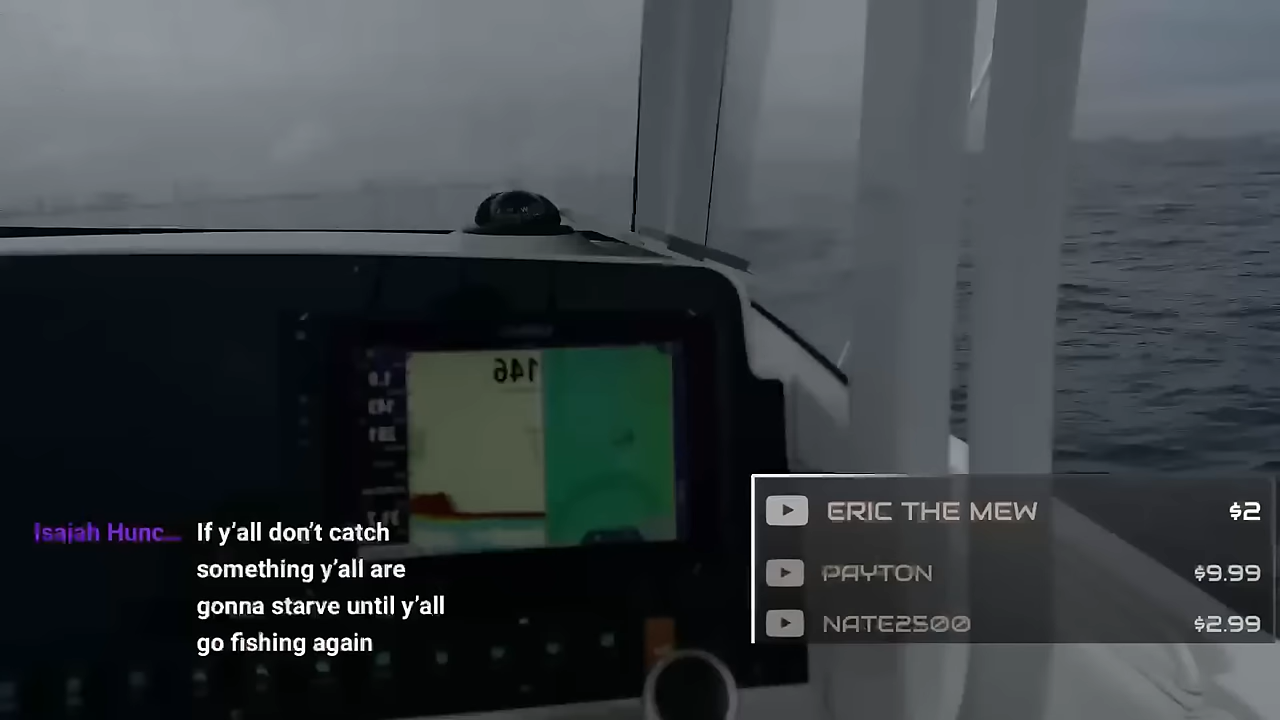 146
Isaiah Hunc...
If y'all don't catch
something y'all are
gonna starve until y'all
go fishing again
ERIC THE MEW $2
PAYTON $9.99
NATE2500 $2.99